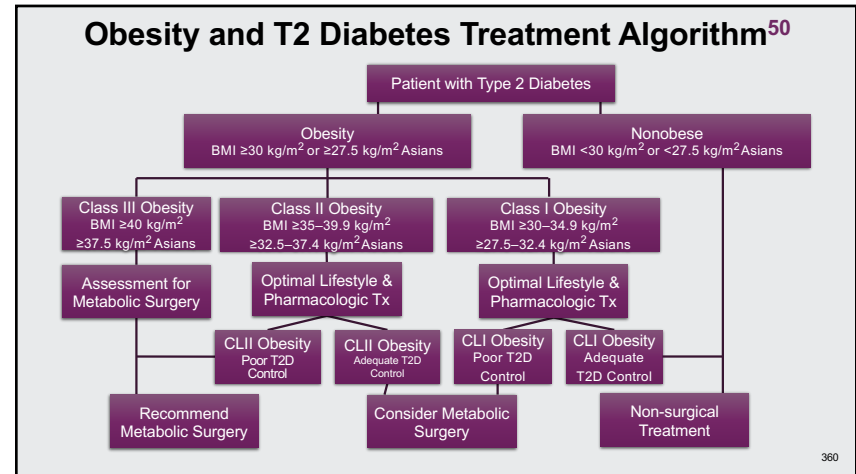 Obesity and T2 Diabetes Treatment Algorithm50
Patient with Type 2 Diabetes
Obesity
BMI ≥30 kg/m2 or ≥27.5 kg/m2 Asians
Nonobese
BMI <30 kg/m2 or <27.5 kg/m2 Asians
Class III Obesity
BMI ≥40 kg/m2
≥37.5 kg/m2 Asians
Class II Obesity
BMI ≥35–39.9 kg/m2
≥32.5–37.4 kg/m2 Asians
Class I Obesity
BMI ≥30–34.9 kg/m2
≥27.5–32.4 kg/m2 Asians
Assessment for
Metabolic Surgery
Optimal Lifestyle &
Pharmacologic Tx
Optimal Lifestyle &
Pharmacologic Tx
CLII Obesity
Poor T2D
Control
CLII Obesity
Adequate T2D
Control
CLI Obesity
Poor T2D
Control
CLI Obesity
Adequate
T2D Control
Recommend
Metabolic Surgery
Consider Metabolic
Surgery
Non-surgical
Treatment
360